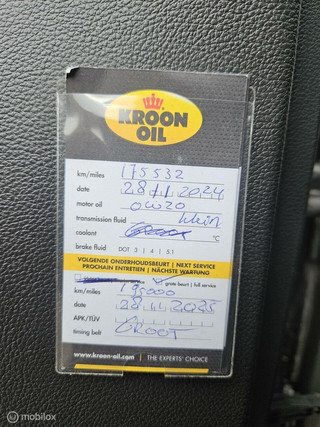 KROON
OIL
km/miles 175532
date 28 11 2024
motor oil 0W20
transmission fluid klein
coolant °C
brake fluid DOT 3 | 4 | 5.1
VOLGENDE ONDERHOUDSBEURT | NEXT SERVICE
PROCHAIN ENTRETIEN | NÄCHSTE WARTUNG
grote beurt | full service
km/miles 195000
date 28 11 2025
APK/TÜV
timing belt GROOT
www.kroon-oil.com | THE EXPERTS' CHOICE
© mobilox